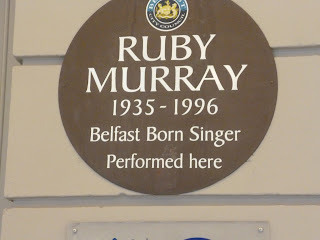 RUBY
MURRAY
1935-1996
Belfast Born Singer
Performed here